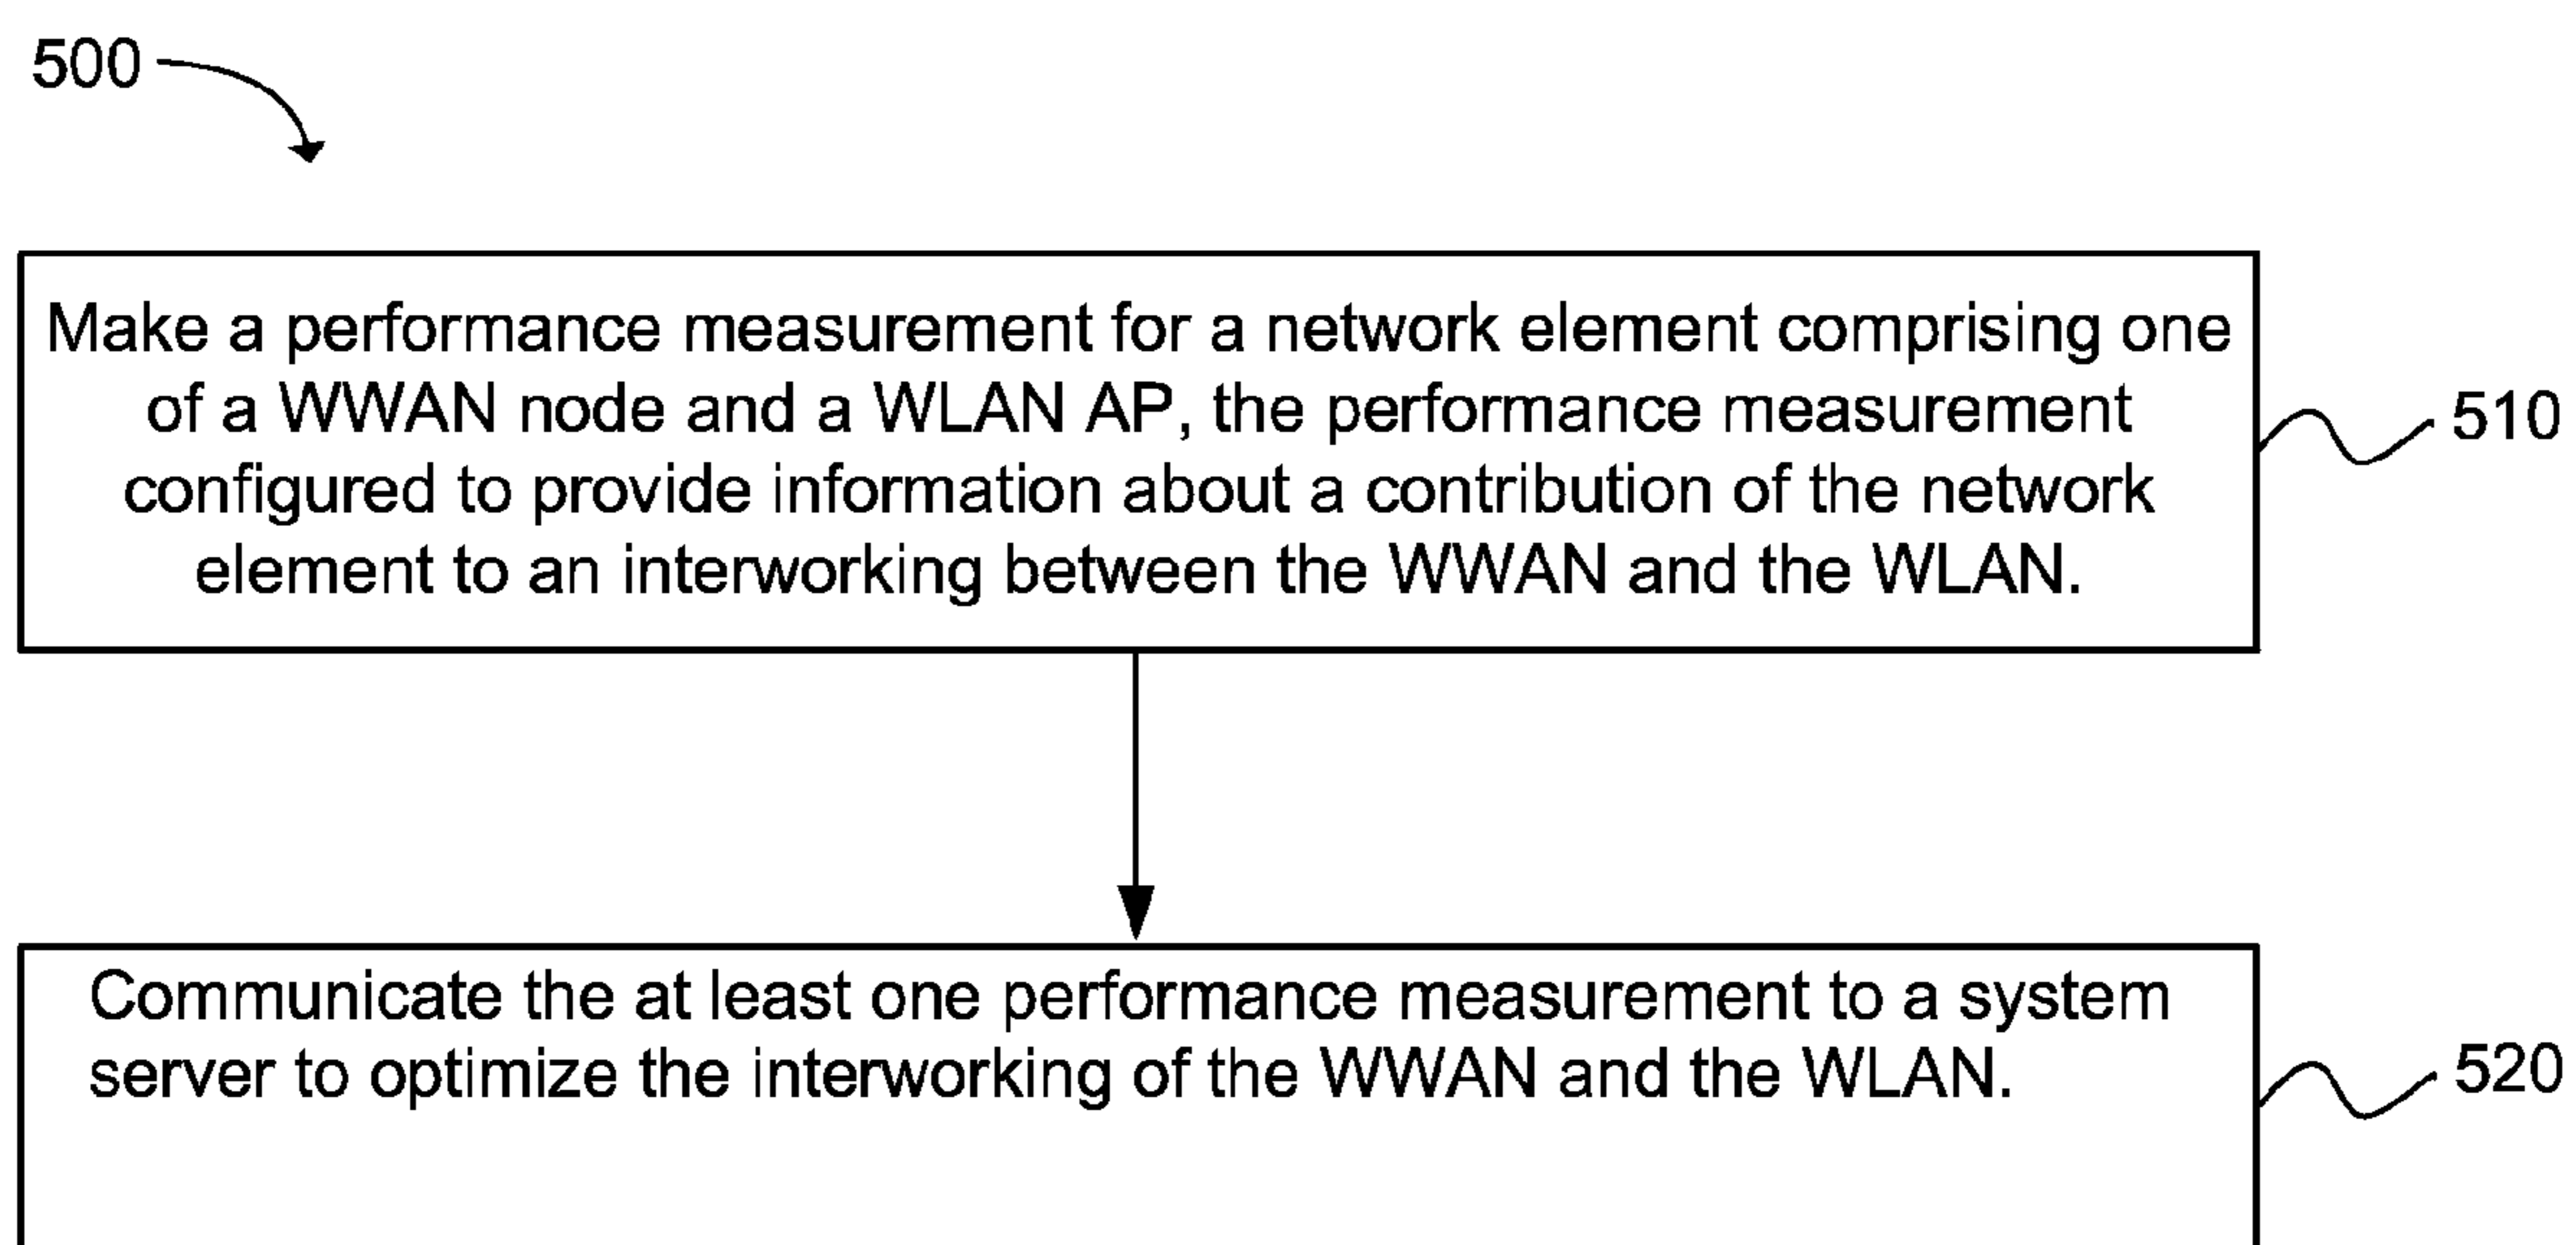 500
Make a performance measurement for a network element comprising one
of a WWAN node and a WLAN AP, the performance measurement
configured to provide information about a contribution of the network
element to an interworking between the WWAN and the WLAN.
510
Communicate the at least one performance measurement to a system
server to optimize the interworking of the WWAN and the WLAN.
520